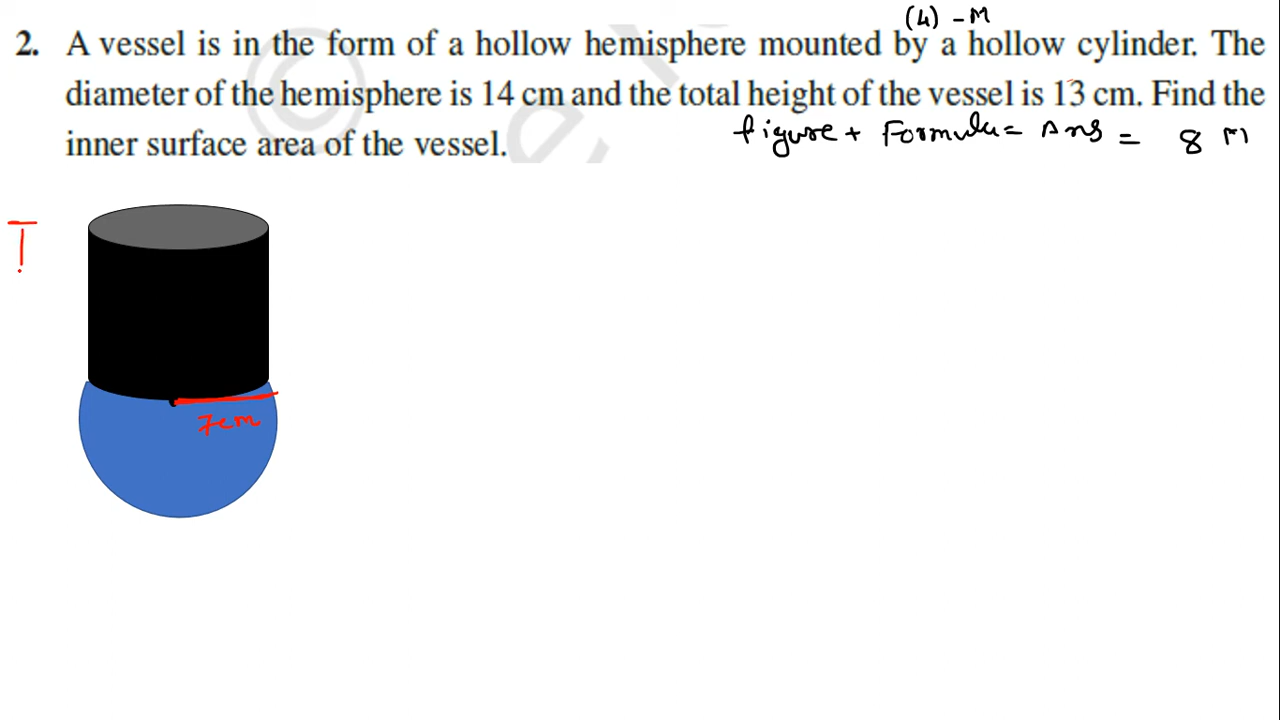 (4) - M
2. A vessel is in the form of a hollow hemisphere mounted by a hollow cylinder. The
diameter of the hemisphere is 14 cm and the total height of the vessel is 13 cm. Find the
inner surface area of the vessel.
figure + Formula = Ans = 8 M
T
7cm